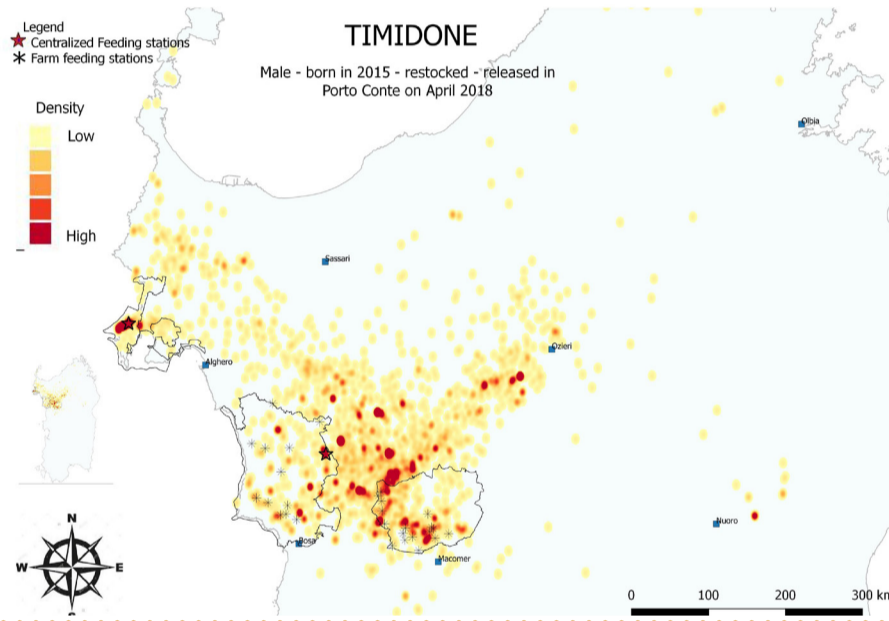 TIMIDONE
Male - born in 2015 - restocked - released in
Porto Conte on April 2018
Legend
Centralized Feeding stations
Farm feeding stations
Density
Low
High
Olbia
Sassari
Ozieri
Alghero
Nuoro
Bosa
Macomer
N
W E
S
0 100 200 300 km